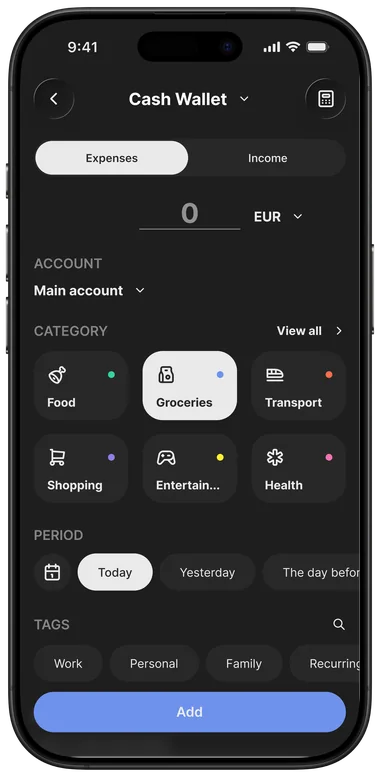 9:41
Cash Wallet
Expenses Income
0 EUR
ACCOUNT
Main account
CATEGORY View all
Food Groceries Transport
Shopping Entertain... Health
PERIOD
1 Today Yesterday The day befor
TAGS
Work Personal Family Recurring
Add